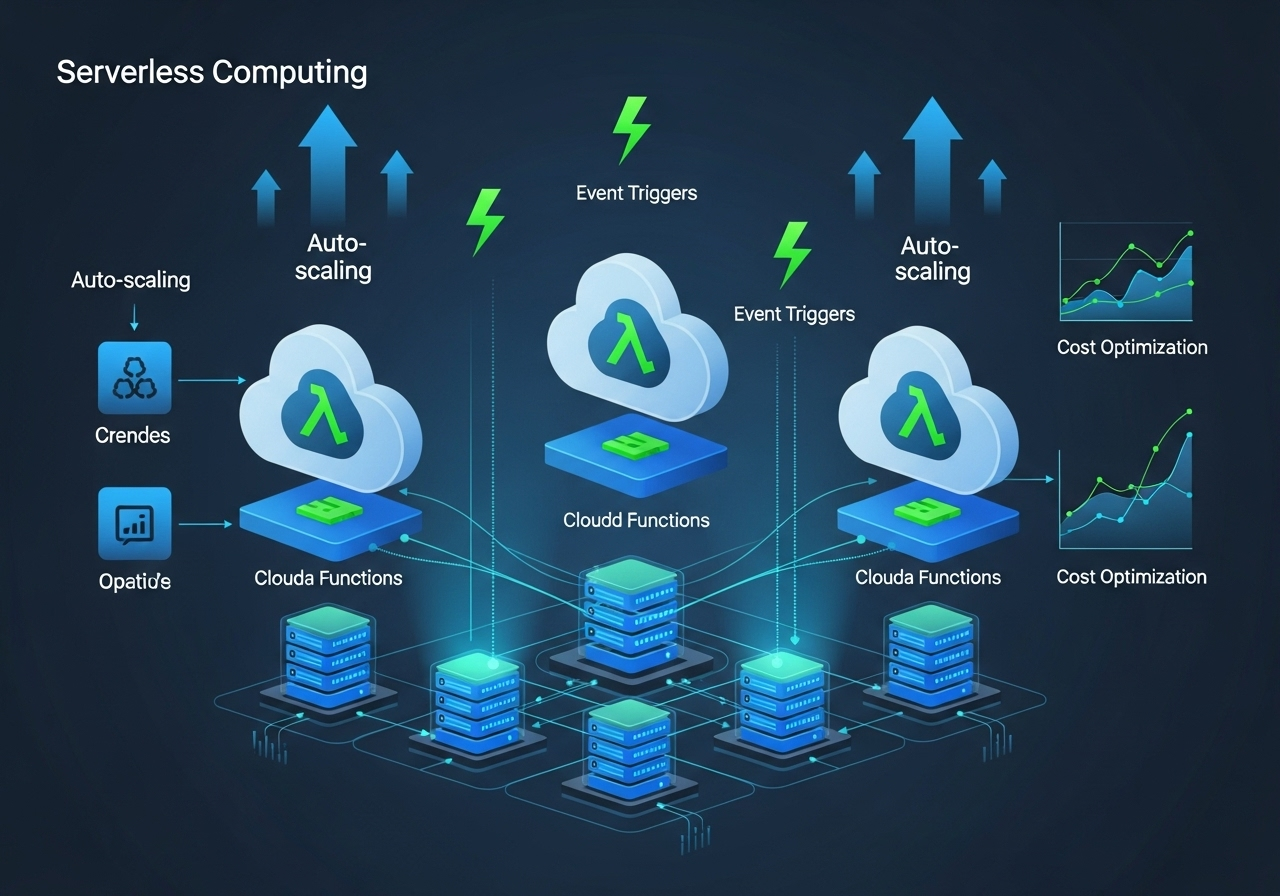 Serverless Computing
Event Triggers
Auto-
scaling
Auto-
scaling
Auto-scaling
Event Triggers
Cost Optimization
Crendes
Cloudd Functions
Opatio's
Clouda Functions
Clouda Functions
Cost Optimization